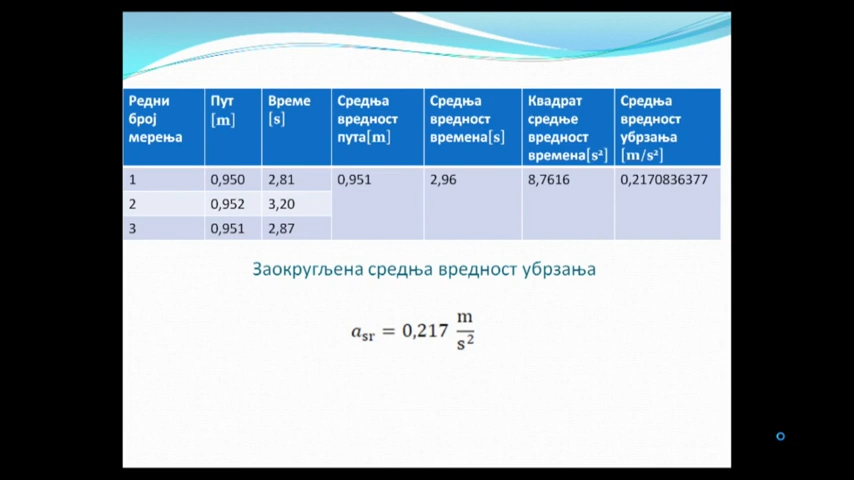 Редни број мерења Пут [m] Време [s] Средња вредност пута[m] Средња вредност времена[s] Квадрат средње вредност времена[s²] Средња вредност убрзања [m/s²]
1 0,950 2,81 0,951 2,96 8,7616 0,2170836377
2 0,952 3,20
3 0,951 2,87
Заокругљена средња вредност убрзања
a_sr = 0,217 m/s²